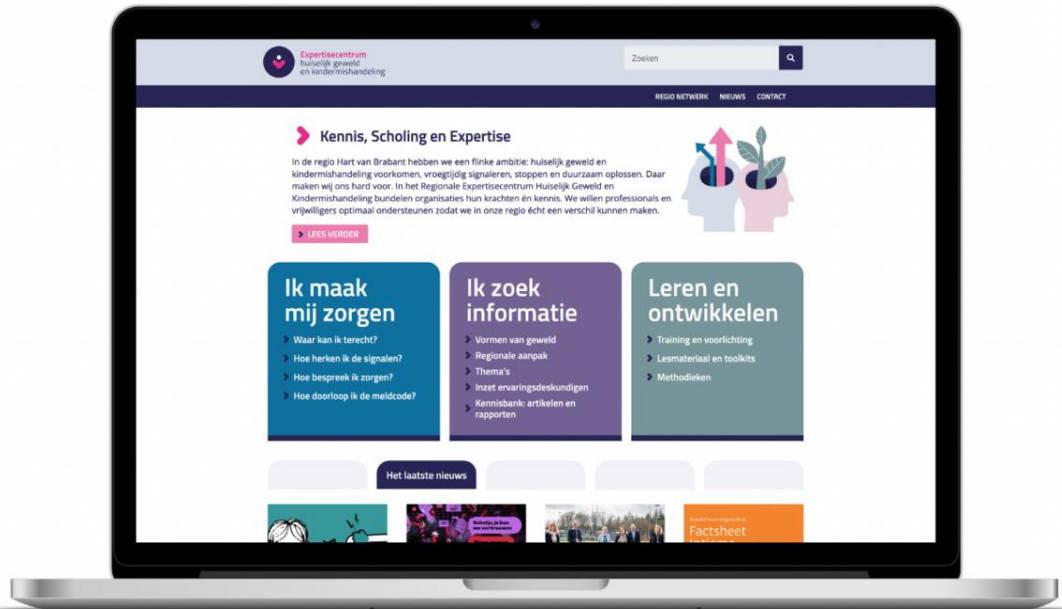 Expertisecentrum
huiselijk geweld
en kindermishandeling
Zoeken
REGIO NETWERK NIEUWS CONTACT
Kennis, Scholing en Expertise
In de regio Hart van Brabant hebben we een flinke ambitie: huiselijk geweld en
kindermishandeling voorkomen, vroegtijdig signaleren, stoppen en duurzaam oplossen. Daar
maken wij ons hard voor. In het Regionale Expertisecentrum Huiselijk Geweld en
Kindermishandeling bundelen organisaties hun krachten én kennis. We willen professionals en
vrijwilligers optimaal ondersteunen zodat we in onze regio écht een verschil kunnen maken.
LEES VERDER
Ik maak
mij zorgen
Waar kan ik terecht?
Hoe herken ik de signalen?
Hoe bespreek ik zorgen?
Hoe doorloop ik de meldcode?
Ik zoek
informatie
Vormen van geweld
Regionale aanpak
Thema's
Inzet ervaringsdeskundigen
Kennisbank: artikelen en
rapporten
Leren en
ontwikkelen
Training en voorlichting
Lesmateriaal en toolkits
Methodieken
Het laatste nieuws
Factsheet